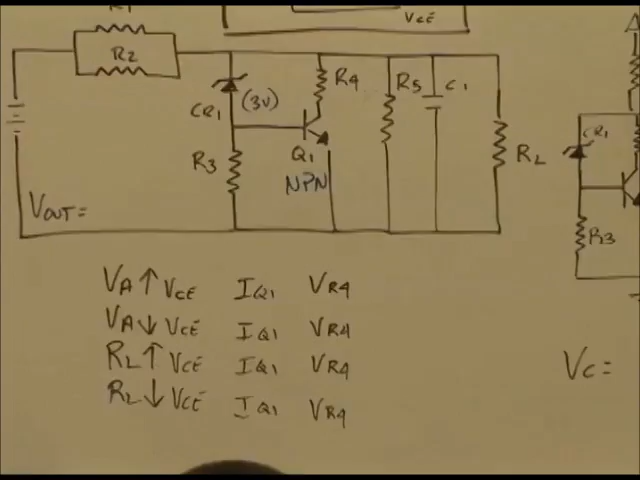 VCE
R2
R4
R5
C1
CR1
(3V)
CR1
R3
Q1
NPN
RL
R3
VOUT=
VA↑ VCE IQ1 VR4
VA↓ VCE IQ1 VR4
RL↑ VCE IQ1 VR4
RL↓ VCE IQ1 VR4
VC=